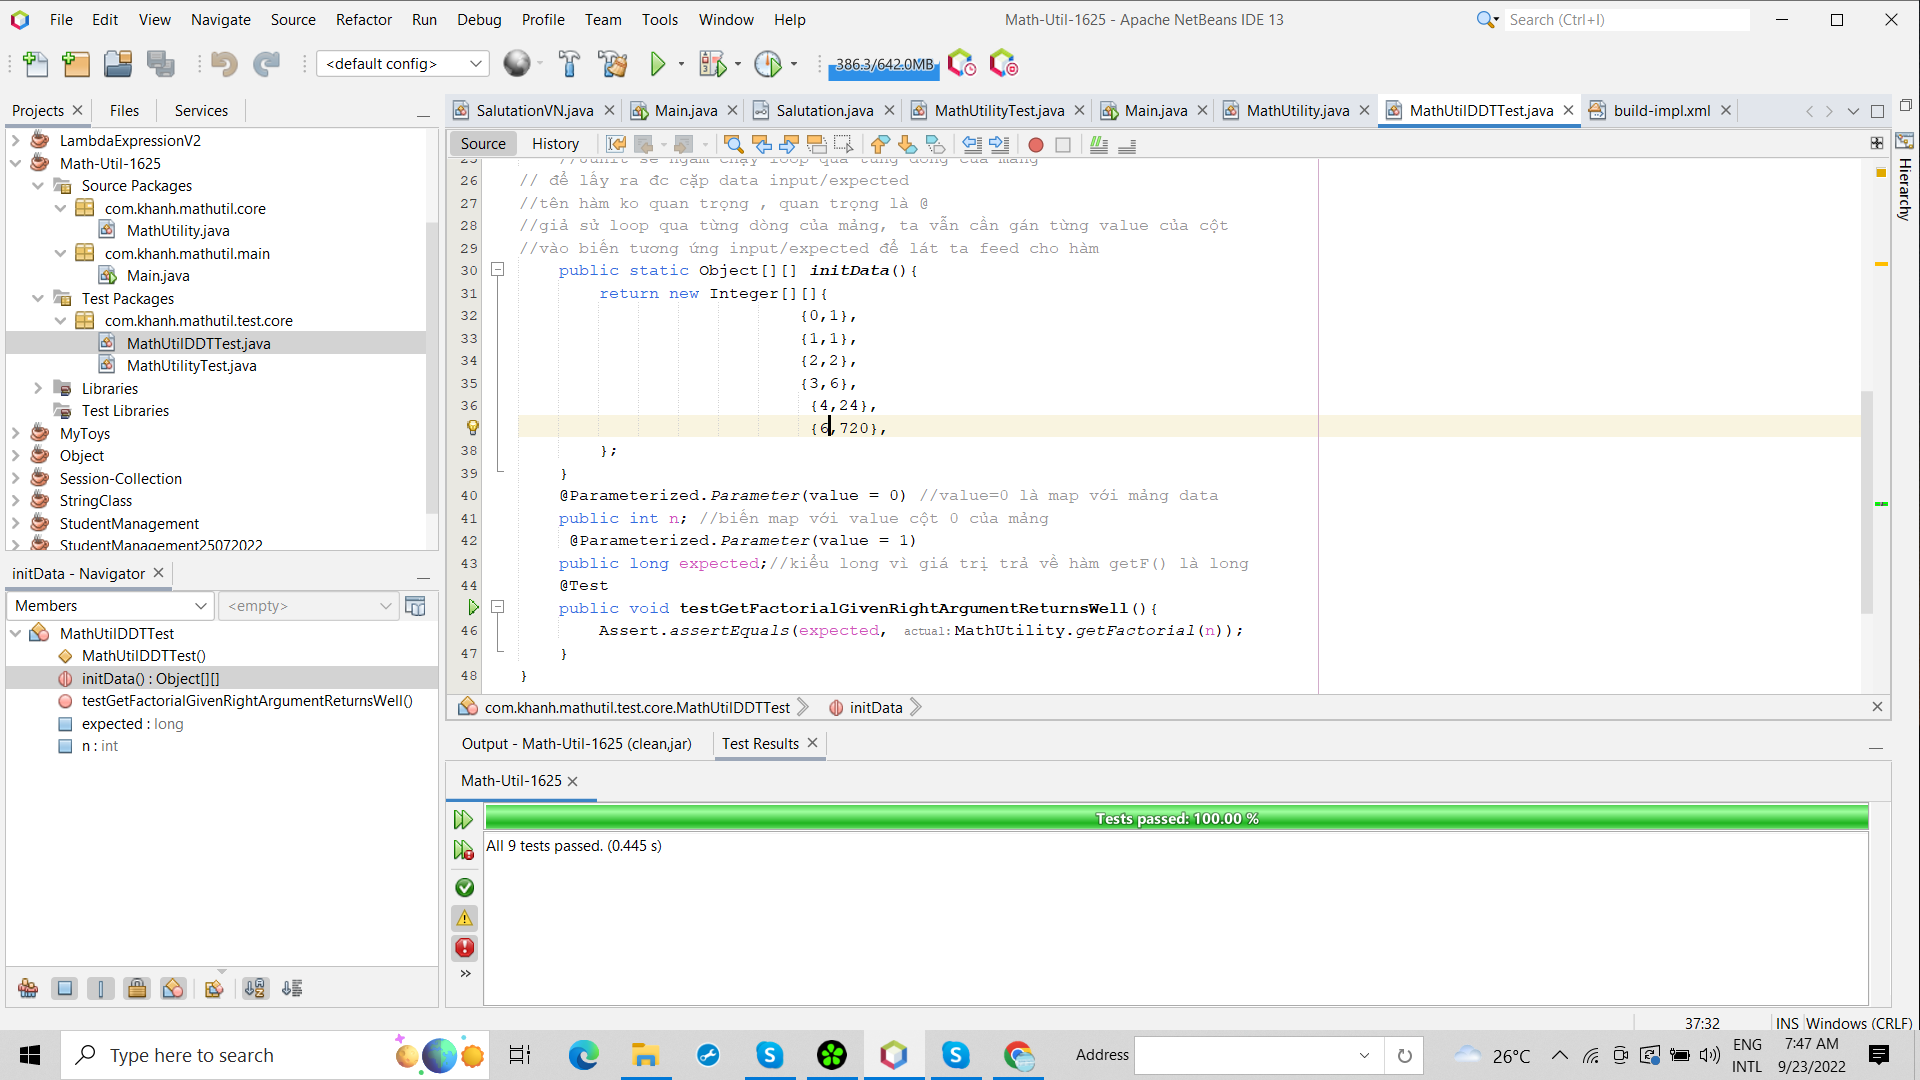 File Edit View Navigate Source Refactor Run Debug Profile Team Tools Window Help
Math-Util-1625 - Apache NetBeans IDE 13
Search (Ctrl+I)
<default config>
386.3/642.0MB
Projects Files Services
SalutationVN.java Main.java Salutation.java MathUtilityTest.java Main.java MathUtility.java MathUtilDDTTest.java build-impl.xml
LambdaExpressionV2
Math-Util-1625
Source Packages
com.khanh.mathutil.core
MathUtility.java
com.khanh.mathutil.main
Main.java
Test Packages
com.khanh.mathutil.test.core
MathUtilDDTTest.java
MathUtilityTest.java
Libraries
Test Libraries
MyToys
Object
Session-Collection
StringClass
StudentManagement
StudentManagement25072022
Source History
25 //JUnit sẽ ngầm chạy loop qua từng dòng của mảng
26 // để lấy ra đc cặp data input/expected
27 //tên hàm ko quan trọng , quan trọng là @
28 //giả sử loop qua từng dòng của mảng, ta vẫn cần gán từng value của cột
29 //vào biến tương ứng input/expected để lát ta feed cho hàm
30 public static Object[][] initData(){
31 return new Integer[][]{
32 {0,1},
33 {1,1},
34 {2,2},
35 {3,6},
36 {4,24},
{6,720},
38 };
39 }
40 @Parameterized.Parameter(value = 0) //value=0 là map với mảng data
41 public int n; //biến map với value cột 0 của mảng
42 @Parameterized.Parameter(value = 1)
43 public long expected;//kiểu long vì giá trị trả về hàm getF() là long
44 @Test
public void testGetFactorialGivenRightArgumentReturnsWell(){
46 Assert.assertEquals(expected, actual: MathUtility.getFactorial(n));
47 }
48 }
Hierarchy
com.khanh.mathutil.test.core.MathUtilDDTTest initData
initData - Navigator
Members
<empty>
MathUtilDDTTest
MathUtilDDTTest()
initData() : Object[][]
testGetFactorialGivenRightArgumentReturnsWell()
expected : long
n : int
Output - Math-Util-1625 (clean,jar) Test Results
Math-Util-1625
Tests passed: 100.00 %
All 9 tests passed. (0.445 s)
37:32 INS Windows (CRLF)
Type here to search
Address
26°C
ENG
INTL
7:47 AM
9/23/2022